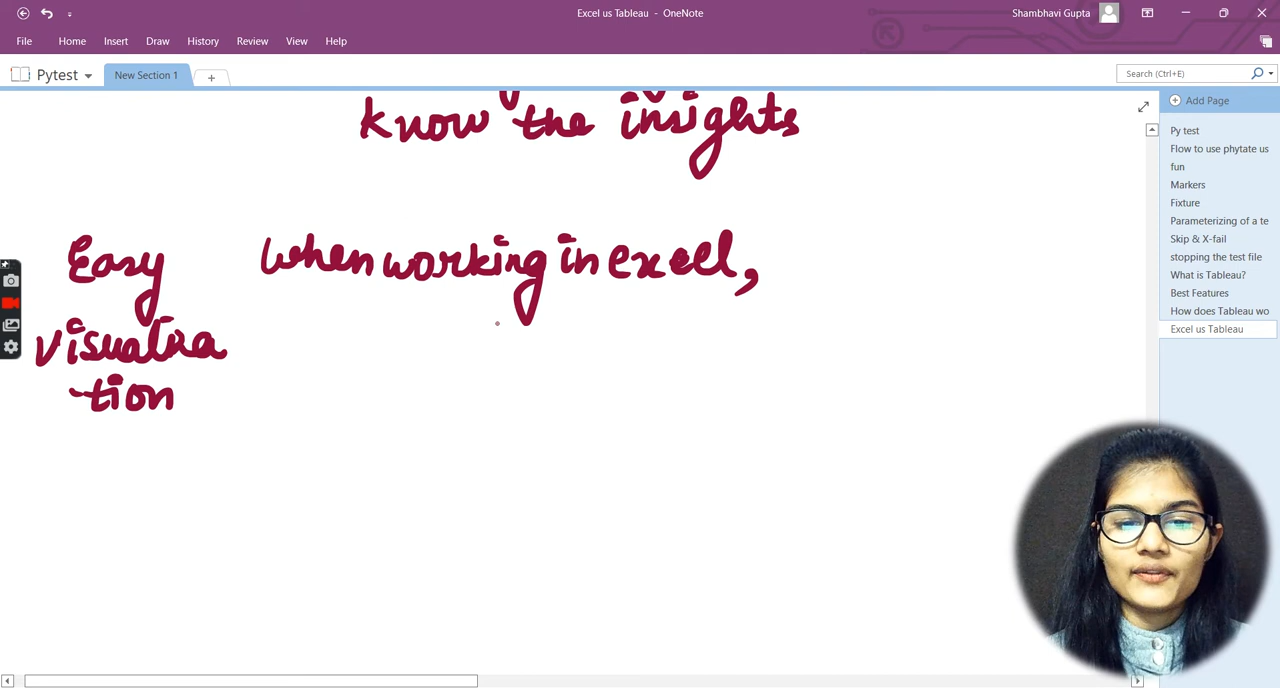 Excel us Tableau - OneNote
Shambhavi Gupta
File Home Insert Draw History Review View Help
Pytest
New Section 1
+
Search (Ctrl+E)
Add Page
Py test
Flow to use phytate us
fun
Markers
Fixture
Parameterizing of a te
Skip & X-fail
stopping the test file
What is Tableau?
Best Features
How does Tableau wo
Excel us Tableau
know the insights
Easy when working in excell,
visualiza
-tion